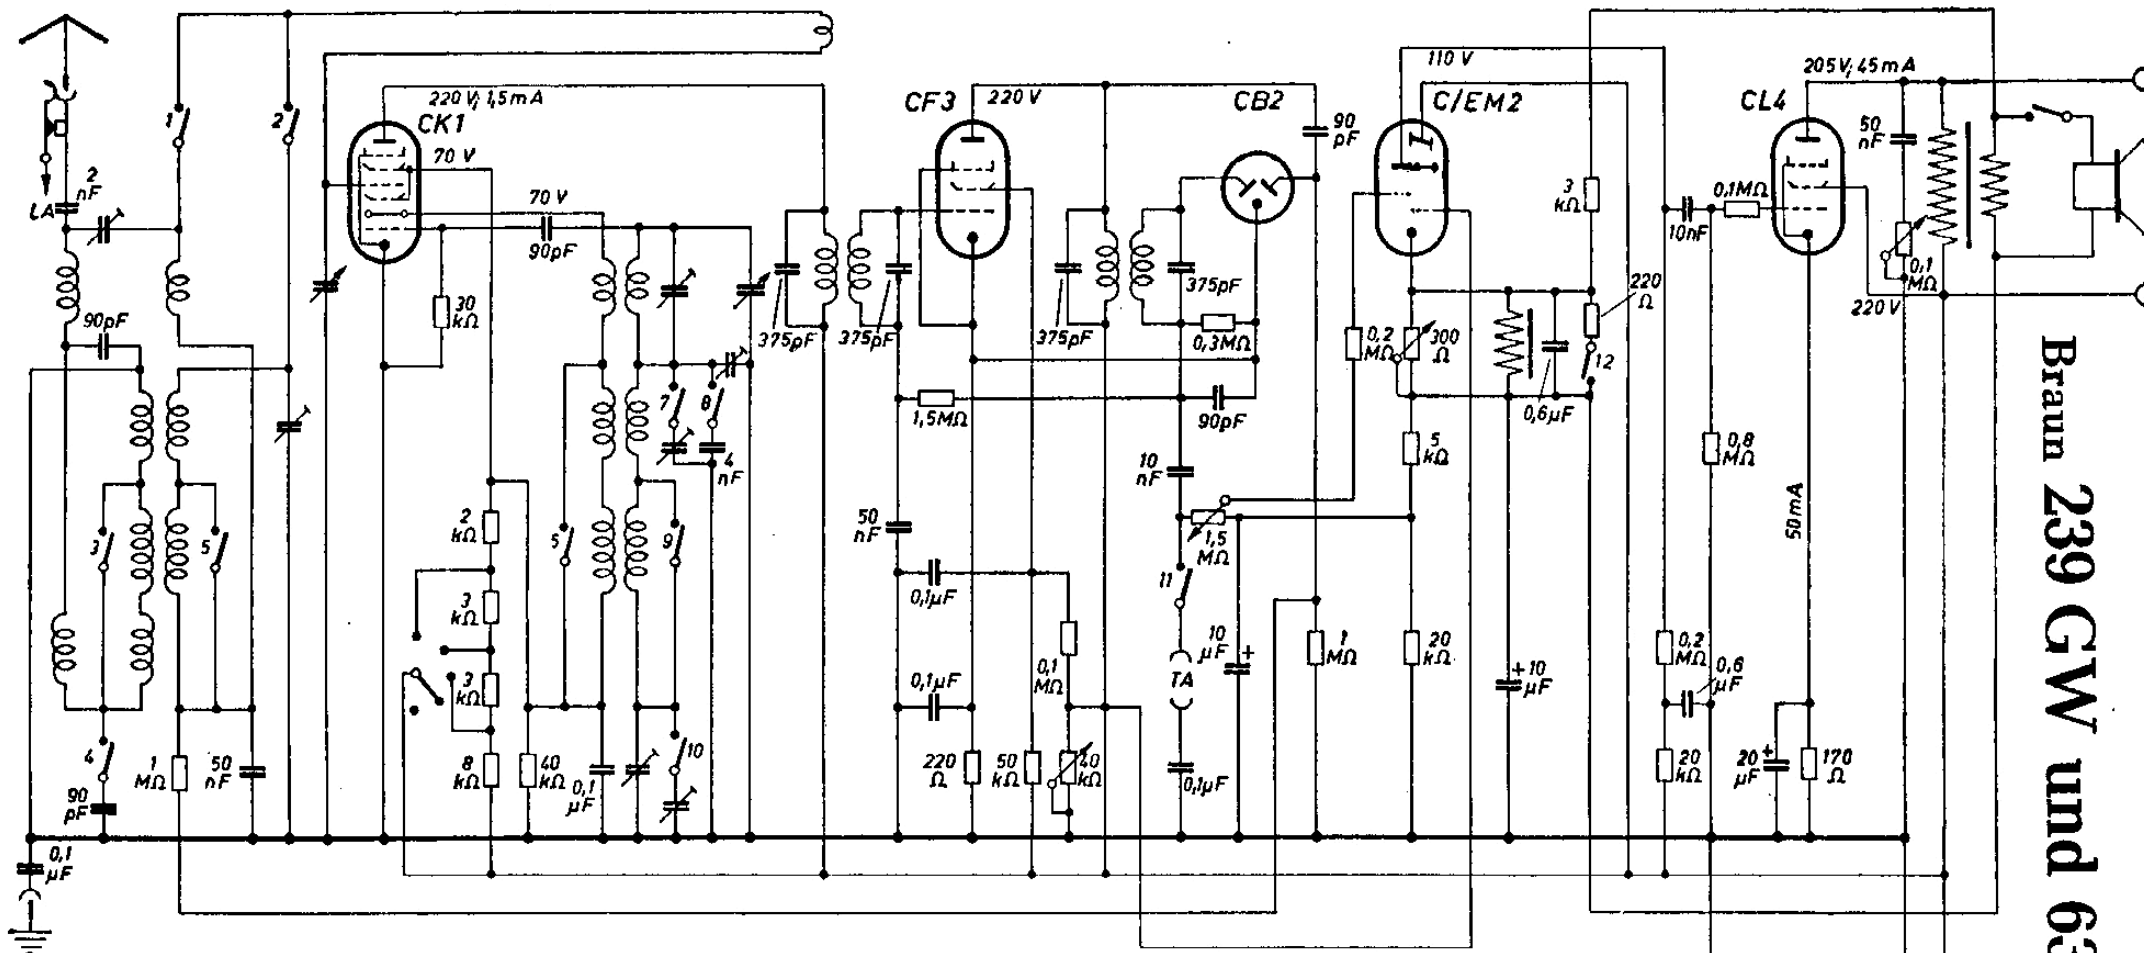 220 V; 1,5 mA
CK1
70 V
70 V
90pF
1
2
2 nF
LA
90pF
30 kΩ
3
5
4
90 pF
1 MΩ
50 nF
0,1 µF
2 kΩ
3 kΩ
3 kΩ
8 kΩ
40 kΩ
0,1 µF
5
7
8
4 nF
9
10
375pF
375pF
CF3
220 V
CB2
90 pF
375pF
375pF
0,3MΩ
1,5MΩ
90pF
50 nF
0,1µF
0,1µF
220 Ω
50 kΩ
0,1 MΩ
40 kΩ
10 nF
1,5 MΩ
11
TA
0,1µF
10 µF +
1 MΩ
110 V
C/EM2
0,2 MΩ
300 Ω
5 kΩ
20 kΩ
+ 10 µF
0,6µF
3 kΩ
220 Ω
12
10nF
0,1MΩ
CL4
205V; 45mA
50 nF
0,1 MΩ
220 V
0,8 MΩ
50mA
0,2 MΩ
0,6 µF
20 kΩ
20 µF +
170 Ω
Braun 239 GW und 63